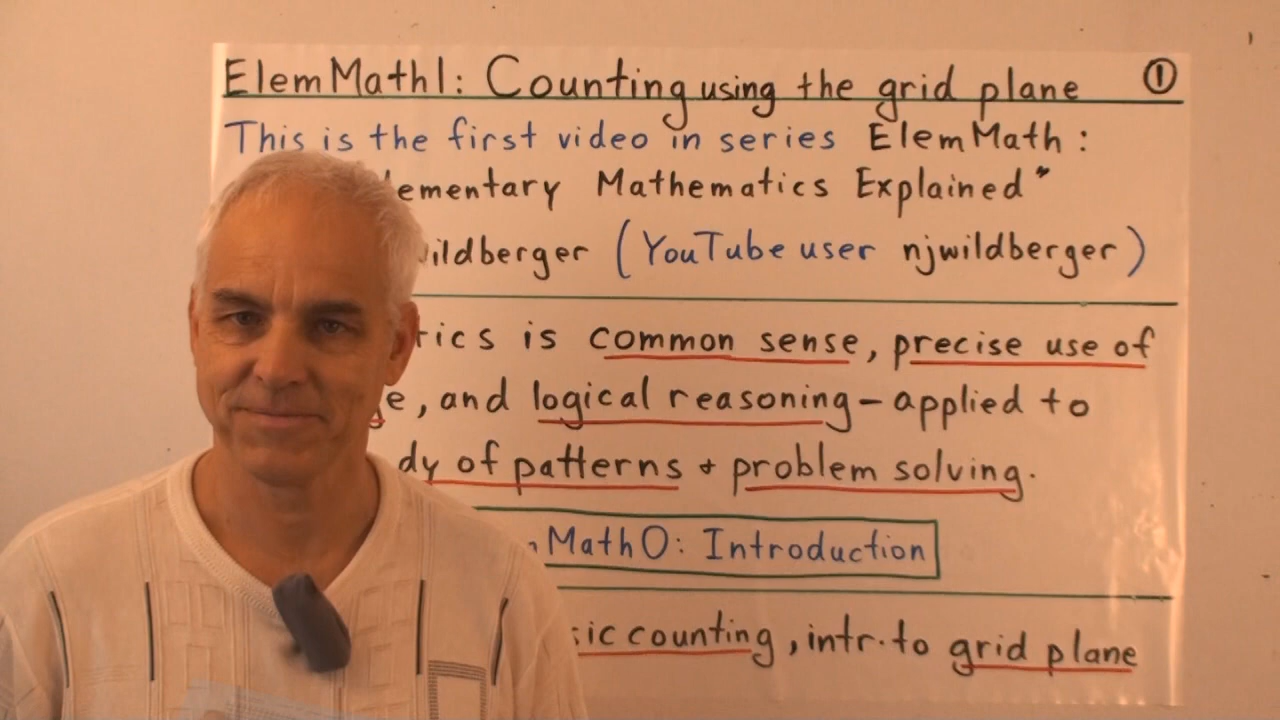 ElemMath1: Counting using the grid plane ①
This is the first video in series ElemMath:
ementary Mathematics Explained"
ildberger (YouTube user njwildberger)
tics is common sense, precise use of
e, and logical reasoning - applied to
dy of patterns + problem solving.
Math0: Introduction
ic counting, intr. to grid plane